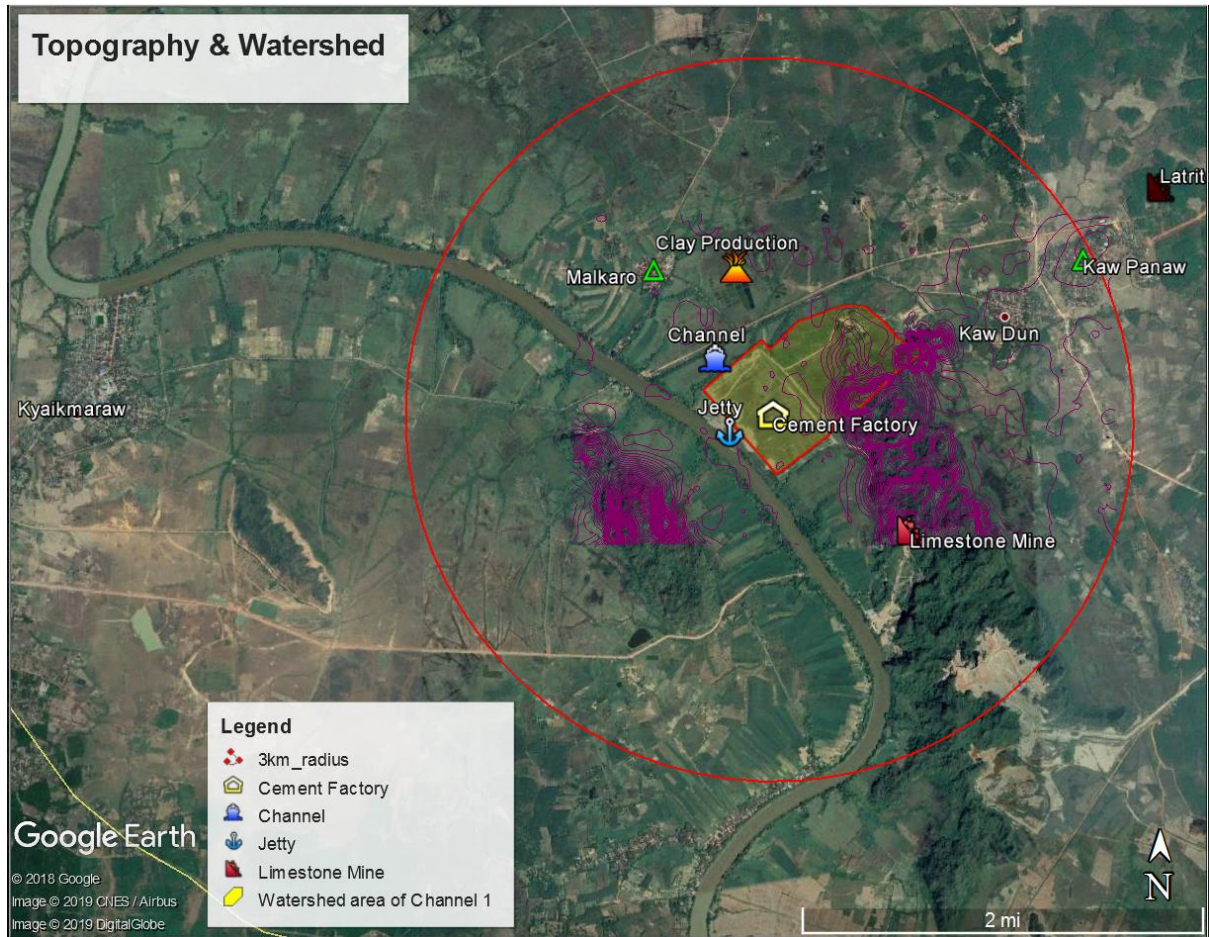 Topography & Watershed
Latrit
Clay Production
Malkaro
Kaw Panaw
Channel
Kaw Dun
Kyaikmaraw
Jetty
Cement Factory
Limestone Mine
Legend
3km_radius
Cement Factory
Channel
Jetty
Limestone Mine
Watershed area of Channel 1
Google Earth
© 2018 Google
Image © 2019 CNES / Airbus
Image © 2019 DigitalGlobe
N
2 mi